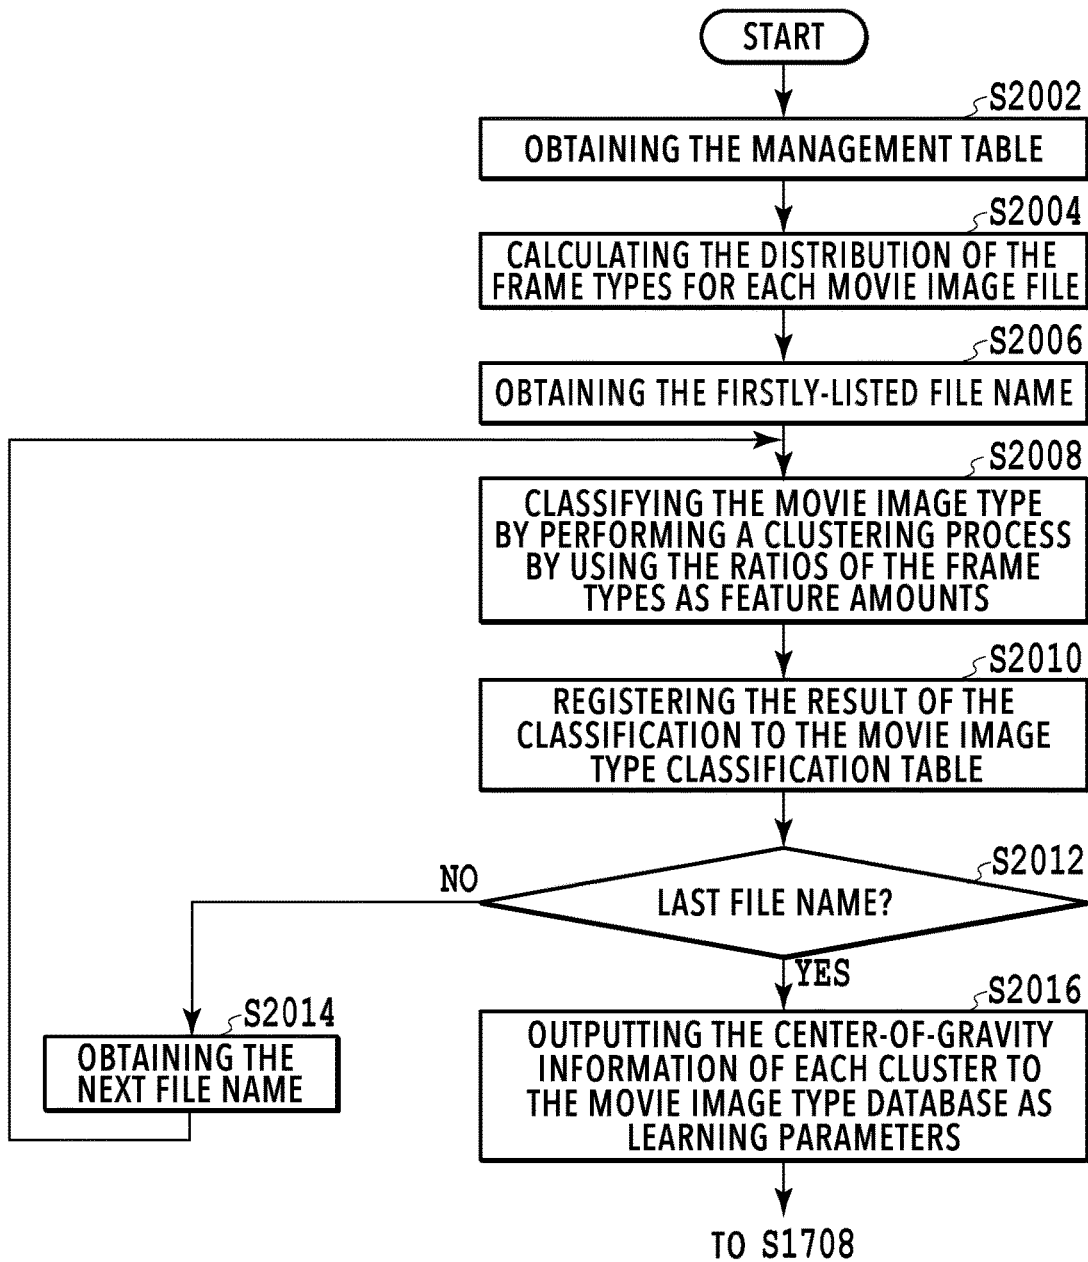 START
S2002
OBTAINING THE MANAGEMENT TABLE
S2004
CALCULATING THE DISTRIBUTION OF THE
FRAME TYPES FOR EACH MOVIE IMAGE FILE
S2006
OBTAINING THE FIRSTLY-LISTED FILE NAME
S2008
CLASSIFYING THE MOVIE IMAGE TYPE
BY PERFORMING A CLUSTERING PROCESS
BY USING THE RATIOS OF THE FRAME
TYPES AS FEATURE AMOUNTS
S2010
REGISTERING THE RESULT OF THE
CLASSIFICATION TO THE MOVIE IMAGE
TYPE CLASSIFICATION TABLE
S2012
NO
LAST FILE NAME?
YES
S2014
OBTAINING THE
NEXT FILE NAME
S2016
OUTPUTTING THE CENTER-OF-GRAVITY
INFORMATION OF EACH CLUSTER TO
THE MOVIE IMAGE TYPE DATABASE AS
LEARNING PARAMETERS
TO S1708